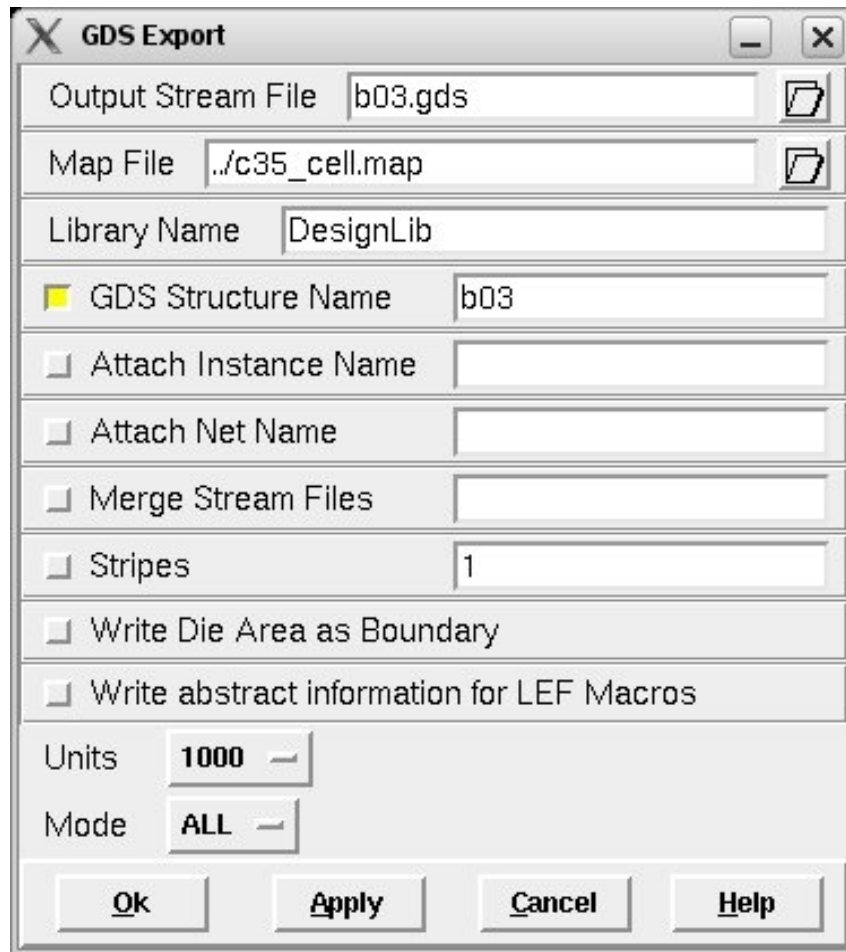 GDS Export
Output Stream File b03.gds
Map File ../c35_cell.map
Library Name DesignLib
GDS Structure Name b03
Attach Instance Name
Attach Net Name
Merge Stream Files
Stripes 1
Write Die Area as Boundary
Write abstract information for LEF Macros
Units 1000
Mode ALL
Ok Apply Cancel Help